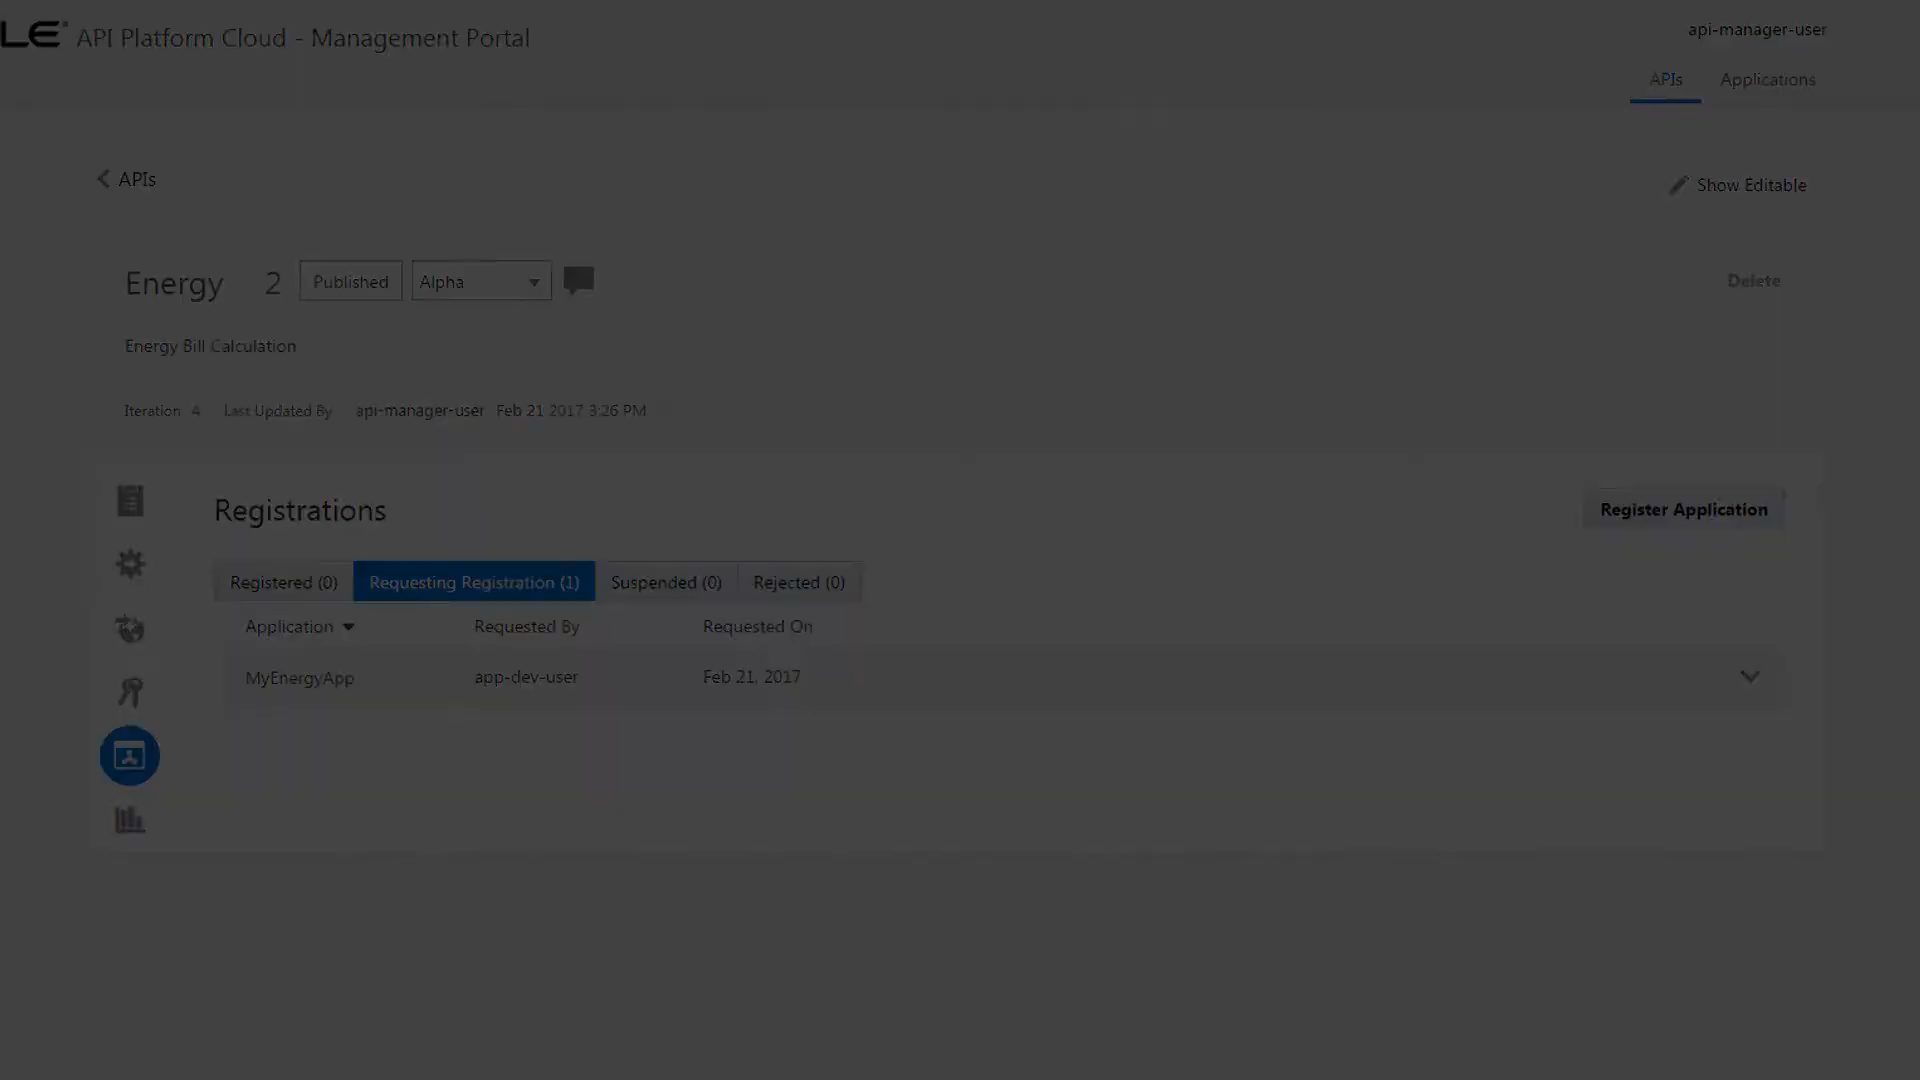 LE API Platform Cloud - Management Portal
api-manager-user
APIs Applications
APIs
Show Editable
Energy 2 Published Alpha
Delete
Energy Bill Calculation
Iteration 4 Last Updated By api-manager-user Feb 21 2017 3:26 PM
Registrations
Register Application
Registered (0) Requesting Registration (1) Suspended (0) Rejected (0)
Application Requested By Requested On
MyEnergyApp app-dev-user Feb 21, 2017